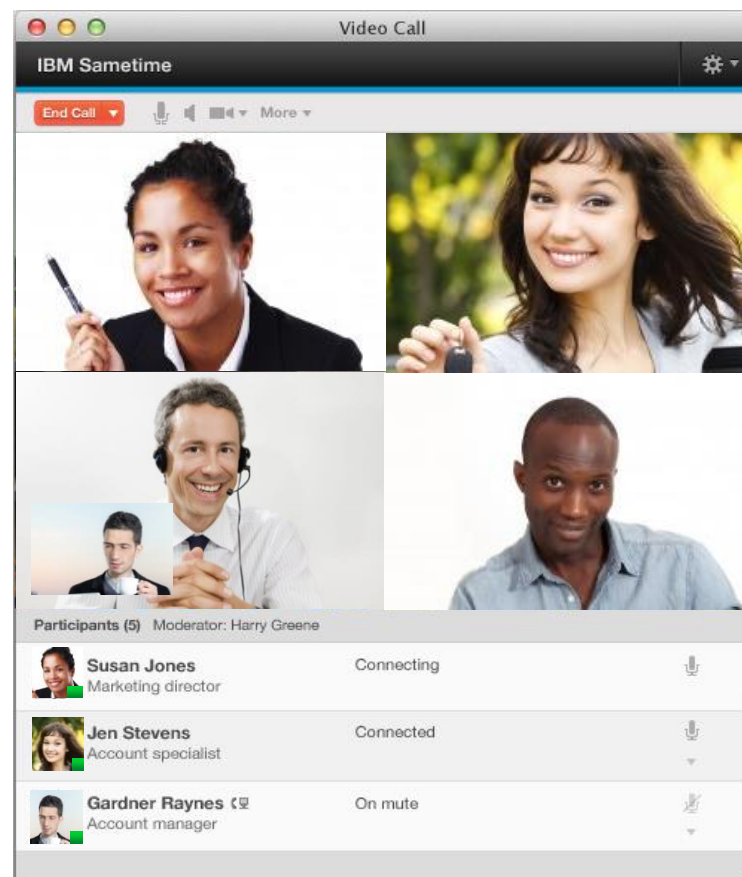 Video Call
IBM Sametime
End Call More
Participants (5) Moderator: Harry Greene
Susan Jones Connecting
Marketing director
Jen Stevens Connected
Account specialist
Gardner Raynes On mute
Account manager